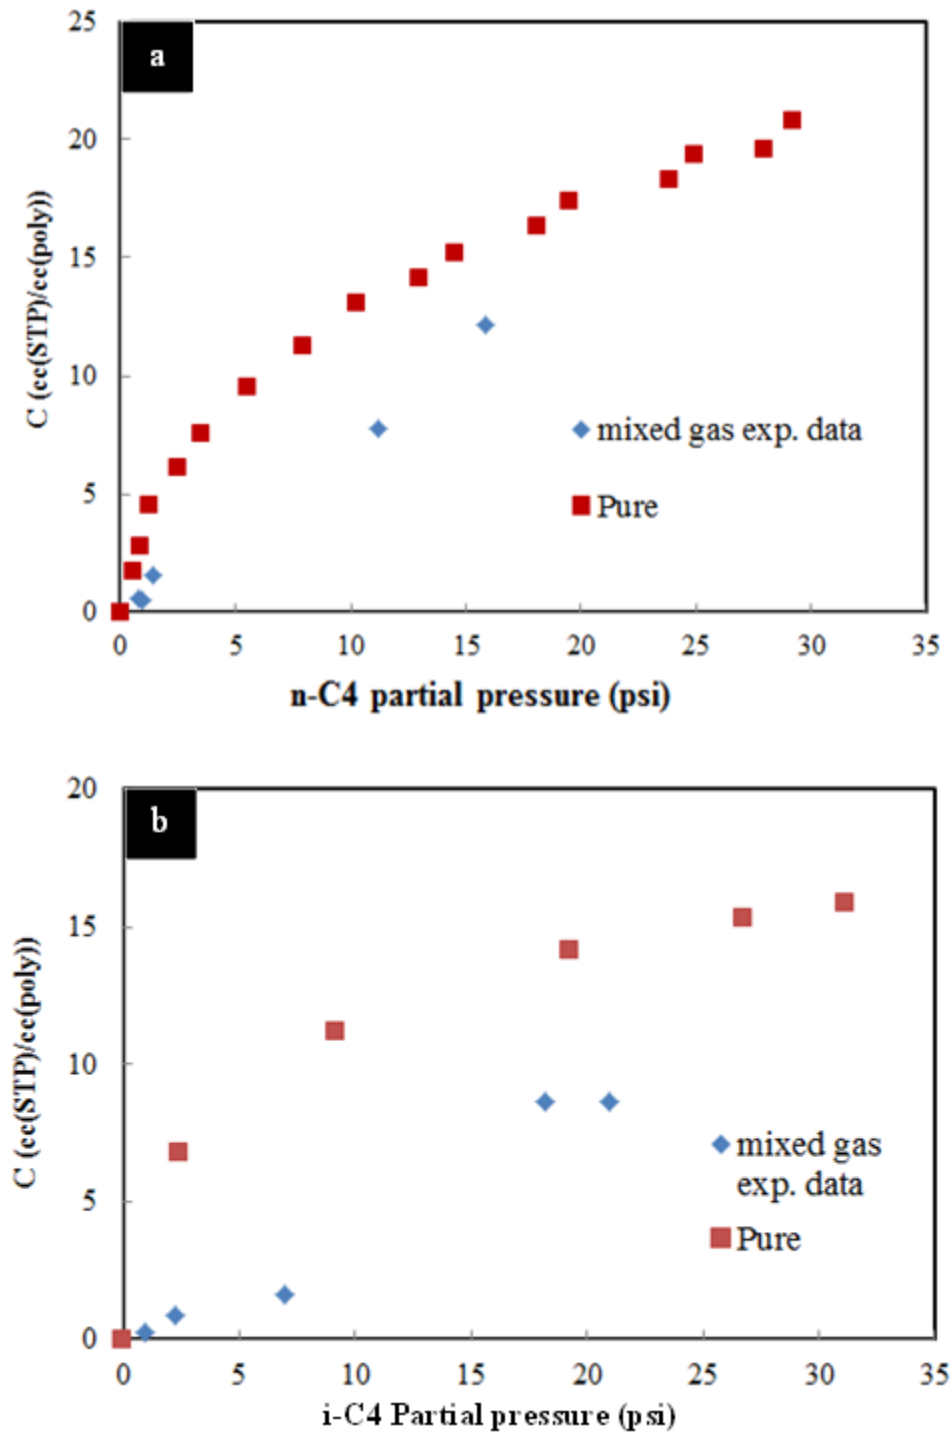 a
25
20
15
10
5
0
C (cc(STP)/cc(poly))
mixed gas exp. data
Pure
0 5 10 15 20 25 30 35
n-C4 partial pressure (psi)
b
20
15
10
5
0
C (cc(STP)/cc(poly))
mixed gas
exp. data
Pure
0 5 10 15 20 25 30 35
i-C4 Partial pressure (psi)